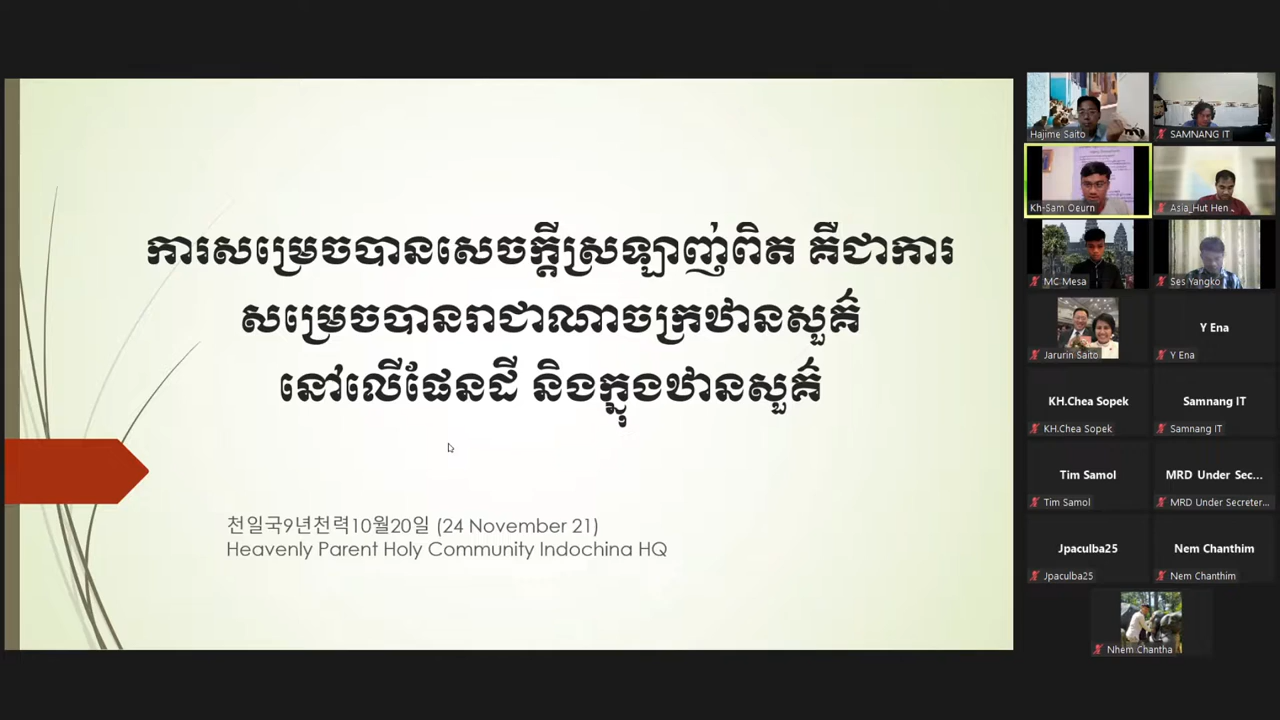 ការសម្រេចបានសេចក្ដីស្រឡាញ់ពិត គឺជាការ
សម្រេចបានរាជាណាចក្រឋានសួគ៌
នៅលើផែនដី និងក្នុងឋានសួគ៌
천일국9년천력10월20일 (24 November 21)
Heavenly Parent Holy Community Indochina HQ
Hajime Saito
SAMNANG IT
Kh-Sam Oeurn
Asia_Hut Hen
MC Mesa
Ses Yangko
Jarurin Saito
Y Ena
Y Ena
KH.Chea Sopek
Samnang IT
KH.Chea Sopek
Samnang IT
Tim Samol
MRD Under Sec...
Tim Samol
MRD Under Secreter...
Jpaculba25
Nem Chanthim
Jpaculba25
Nem Chanthim
Nhem Chantha